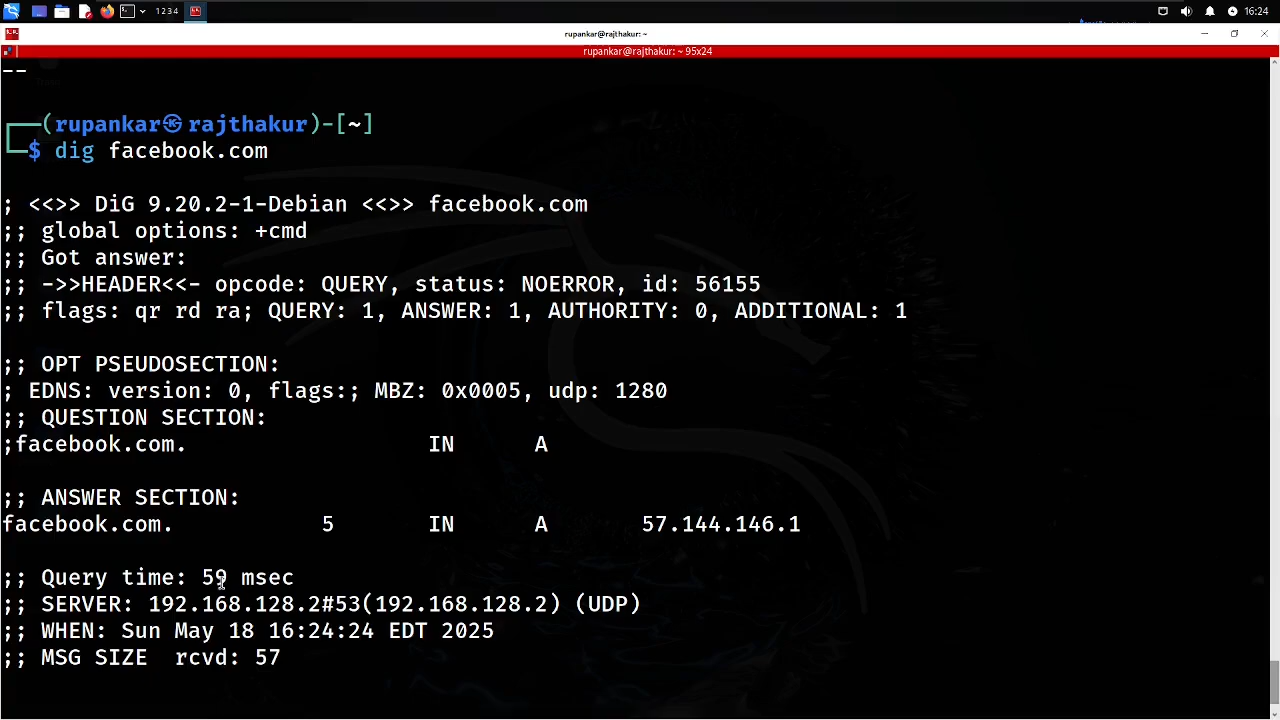 1 2 3 4
16:24
rupankar@rajthakur: ~
rupankar@rajthakur: ~ 95x24
--
┌──(rupankar㉿rajthakur)-[~]
└─$ dig facebook.com
; <<>> DiG 9.20.2-1-Debian <<>> facebook.com
;; global options: +cmd
;; Got answer:
;; ->>HEADER<<- opcode: QUERY, status: NOERROR, id: 56155
;; flags: qr rd ra; QUERY: 1, ANSWER: 1, AUTHORITY: 0, ADDITIONAL: 1
;; OPT PSEUDOSECTION:
; EDNS: version: 0, flags:; MBZ: 0x0005, udp: 1280
;; QUESTION SECTION:
;facebook.com. IN A
;; ANSWER SECTION:
facebook.com. 5 IN A 57.144.146.1
;; Query time: 59 msec
;; SERVER: 192.168.128.2#53(192.168.128.2) (UDP)
;; WHEN: Sun May 18 16:24:24 EDT 2025
;; MSG SIZE rcvd: 57